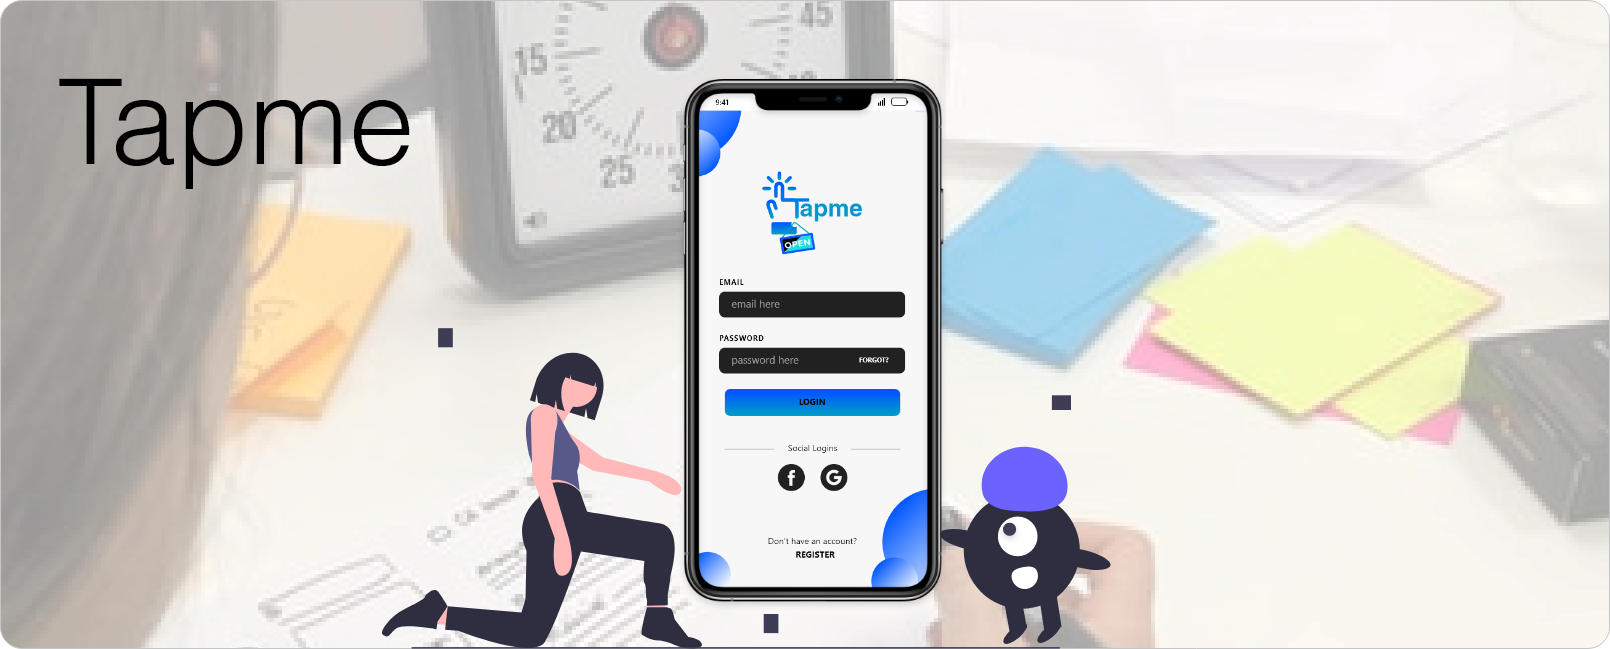 Tapme
45
15
20
25
9:41
Tapme
OPEN
EMAIL
email here
PASSWORD
password here FORGOT?
LOGIN
Social Logins
f G
Don't have an account?
REGISTER